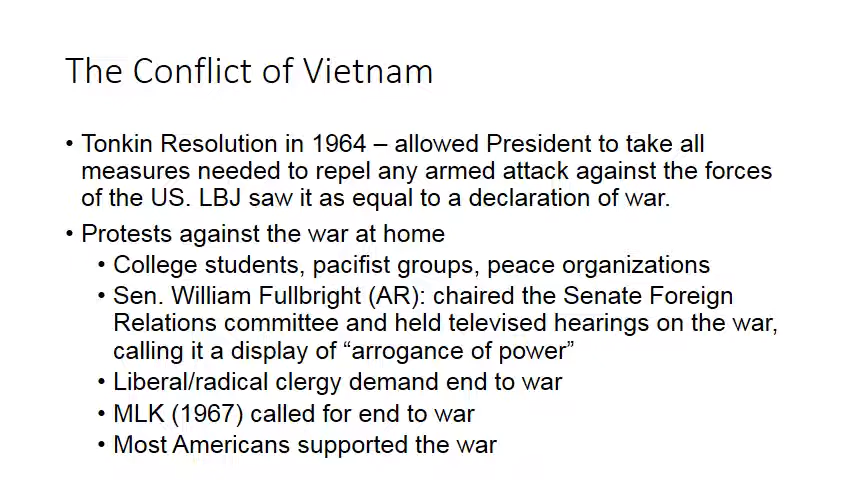 The Conflict of Vietnam
• Tonkin Resolution in 1964 – allowed President to take all
measures needed to repel any armed attack against the forces
of the US. LBJ saw it as equal to a declaration of war.
• Protests against the war at home
• College students, pacifist groups, peace organizations
• Sen. William Fullbright (AR): chaired the Senate Foreign
Relations committee and held televised hearings on the war,
calling it a display of “arrogance of power”
• Liberal/radical clergy demand end to war
• MLK (1967) called for end to war
• Most Americans supported the war